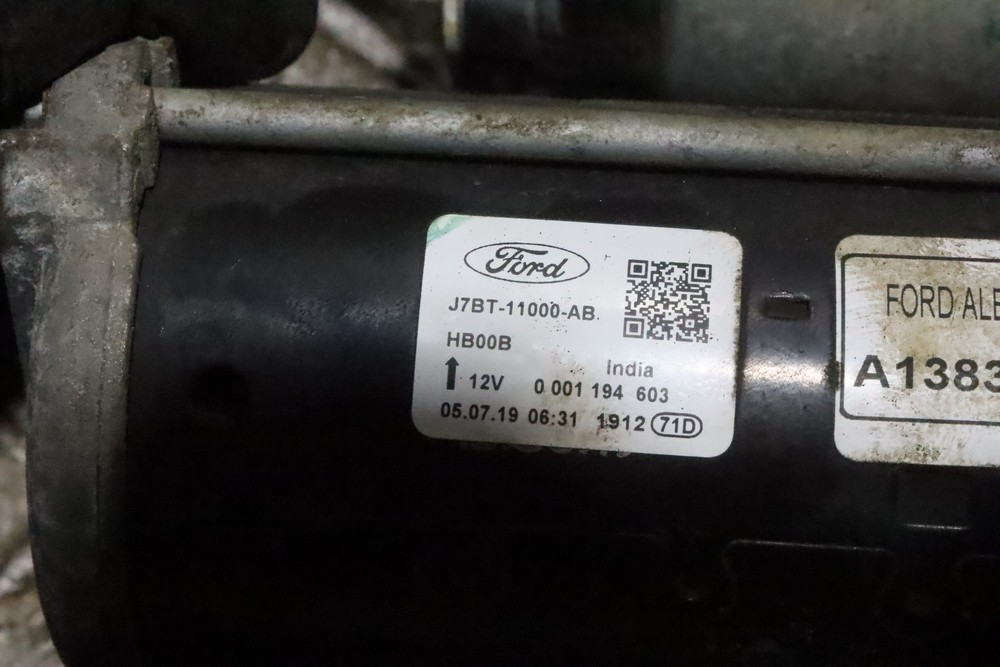 Ford
J7BT-11000-AB
HB00B
India
12V 0 001 194 603
05.07.19 06:31 1912 71D
FORD ALE
A1383